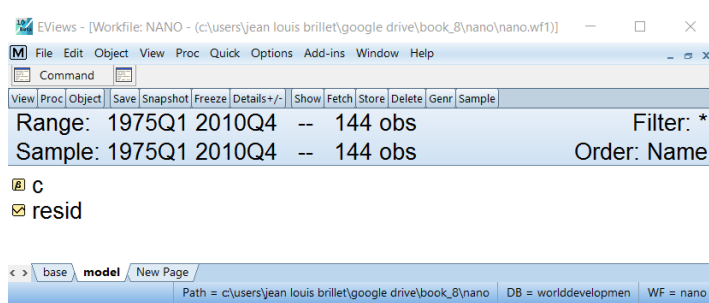 EViews - [Workfile: NANO - (c:\users\jean louis brillet\google drive\book_8\nano\nano.wf1)]
File Edit Object View Proc Quick Options Add-ins Window Help
Command
View Proc Object Save Snapshot Freeze Details+/- Show Fetch Store Delete Genr Sample
Range: 1975Q1 2010Q4 -- 144 obs Filter: *
Sample: 1975Q1 2010Q4 -- 144 obs Order: Name
β c
resid
< > base model New Page
Path = c:\users\jean louis brillet\google drive\book_8\nano DB = worlddevelopmen WF = nano